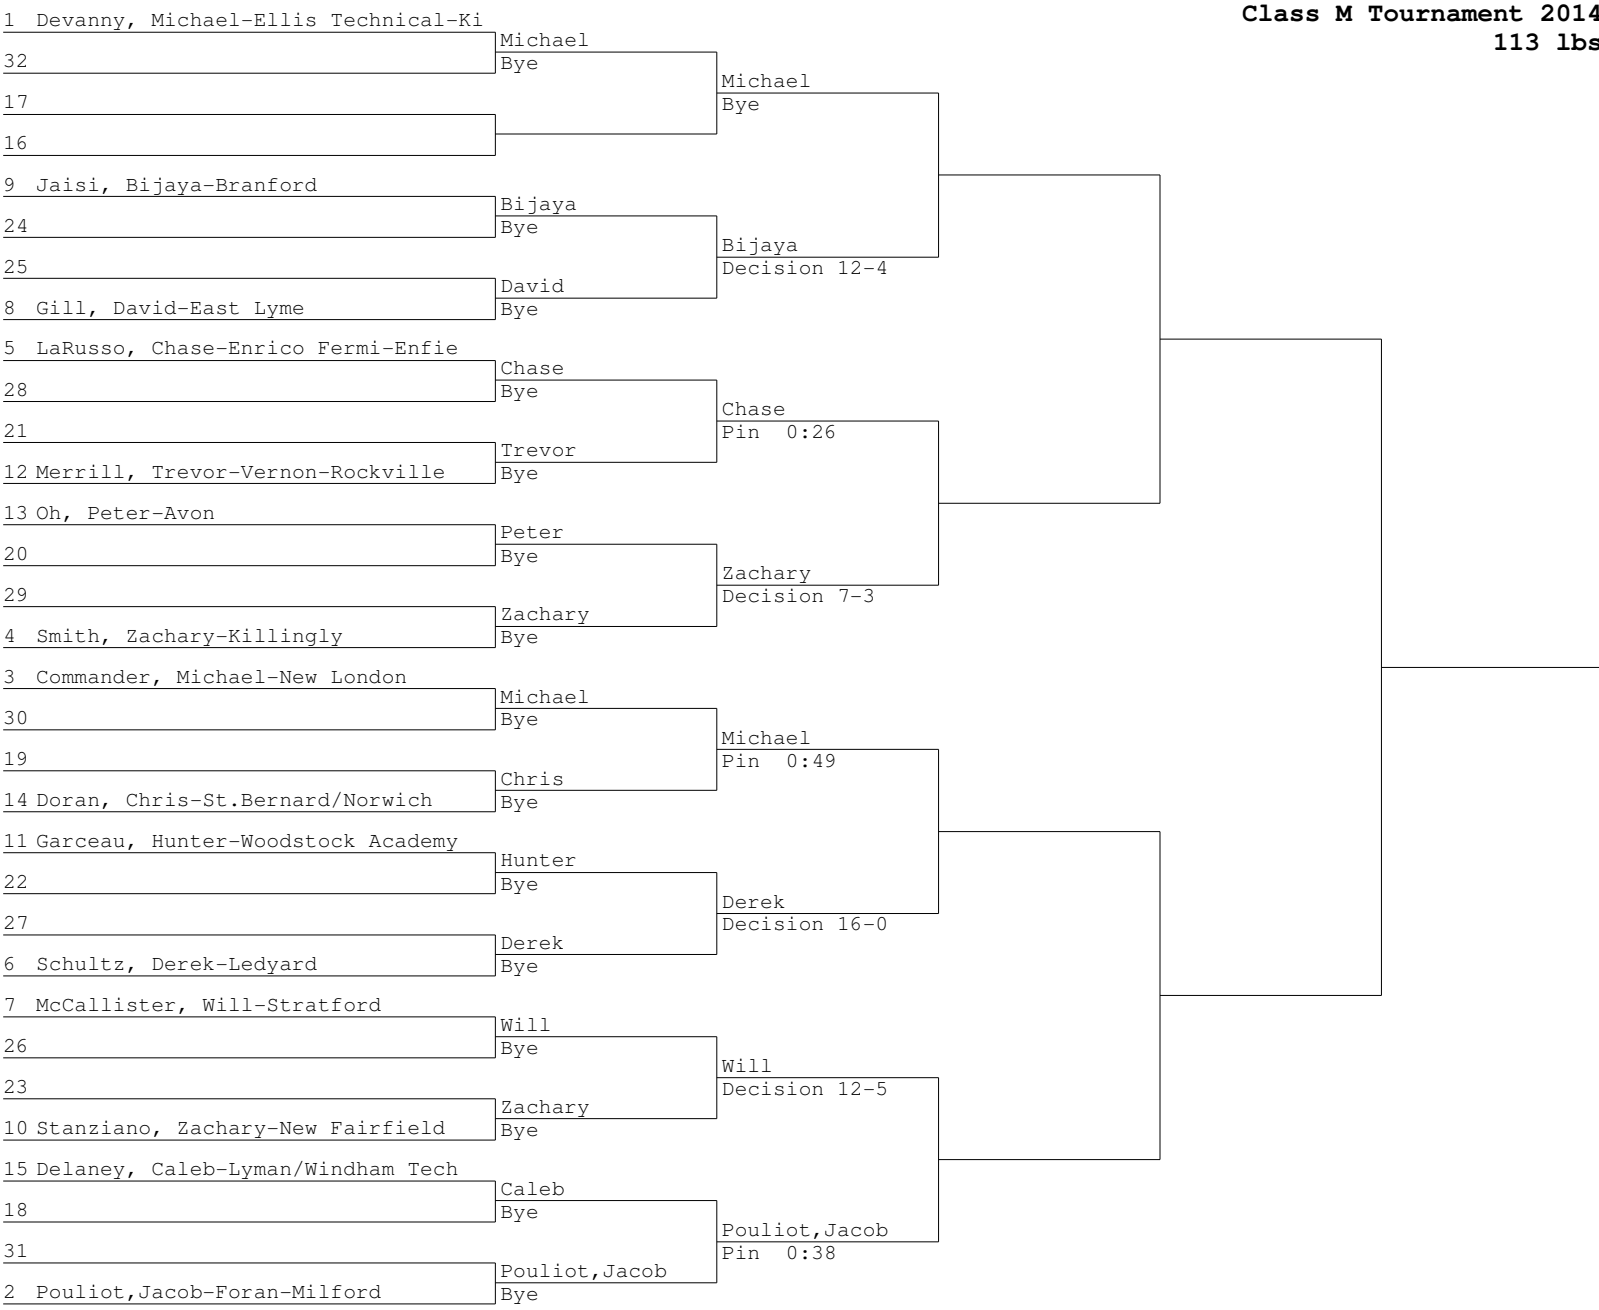 Class M Tournament 2014
113 lbs
1 Devanny, Michael-Ellis Technical-Ki
32
17
16
9 Jaisi, Bijaya-Branford
24
25
8 Gill, David-East Lyme
5 LaRusso, Chase-Enrico Fermi-Enfie
28
21
12 Merrill, Trevor-Vernon-Rockville
13 Oh, Peter-Avon
20
29
4 Smith, Zachary-Killingly
3 Commander, Michael-New London
30
19
14 Doran, Chris-St.Bernard/Norwich
11 Garceau, Hunter-Woodstock Academy
22
27
6 Schultz, Derek-Ledyard
7 McCallister, Will-Stratford
26
23
10 Stanziano, Zachary-New Fairfield
15 Delaney, Caleb-Lyman/Windham Tech
18
31
2 Pouliot,Jacob-Foran-Milford
Michael
Bye
Bijaya
Bye
David
Bye
Chase
Bye
Trevor
Bye
Peter
Bye
Zachary
Bye
Michael
Bye
Chris
Bye
Hunter
Bye
Derek
Bye
Will
Bye
Zachary
Bye
Caleb
Bye
Pouliot,Jacob
Bye
Michael
Bye
Bijaya
Decision 12-4
Chase
Pin 0:26
Zachary
Decision 7-3
Michael
Pin 0:49
Derek
Decision 16-0
Will
Decision 12-5
Pouliot,Jacob
Pin 0:38